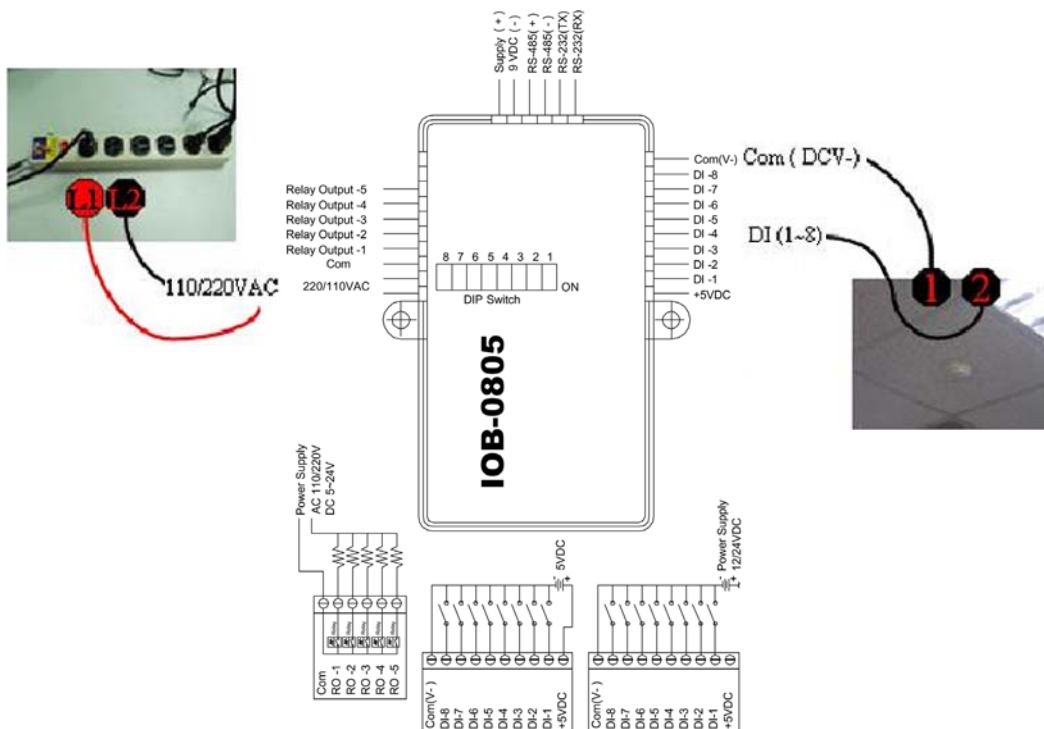 Supply ( + )
9 VDC ( - )
RS-485( + )
RS-485( - )
RS-232(TX)
RS-232(RX)
L1 L2
110/220VAC
Relay Output -5
Relay Output -4
Relay Output -3
Relay Output -2
Relay Output -1
Com
220/110VAC
8 7 6 5 4 3 2 1
ON
DIP Switch
IOB-0805
Com(V-)
DI -8
DI -7
DI -6
DI -5
DI -4
DI -3
DI -2
DI -1
+5VDC
Com ( DCV-)
DI (1~8)
1 2
Power Supply
AC 110/220V
DC 5~24V
Relay Relay Relay Relay Relay
Com
RO -1
RO -2
RO -3
RO -4
RO -5
- +
5VDC
Com(V-)
DI-8
DI-7
DI-6
DI-5
DI-4
DI-3
DI-2
DI-1
+5VDC
- +
Power Supply
12/24VDC
Com(V-)
DI-8
DI-7
DI-6
DI-5
DI-4
DI-3
DI-2
DI-1
+5VDC